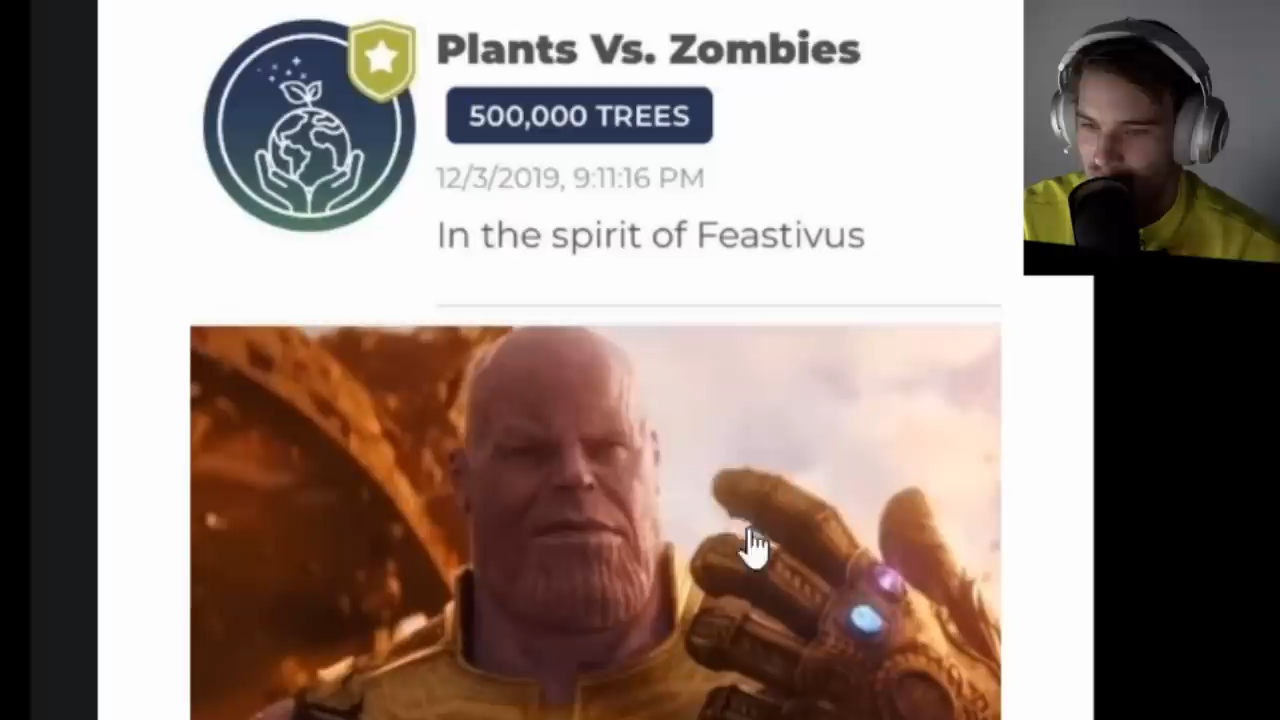 Plants Vs. Zombies
500,000 TREES
12/3/2019, 9:11:16 PM
In the spirit of Feastivus